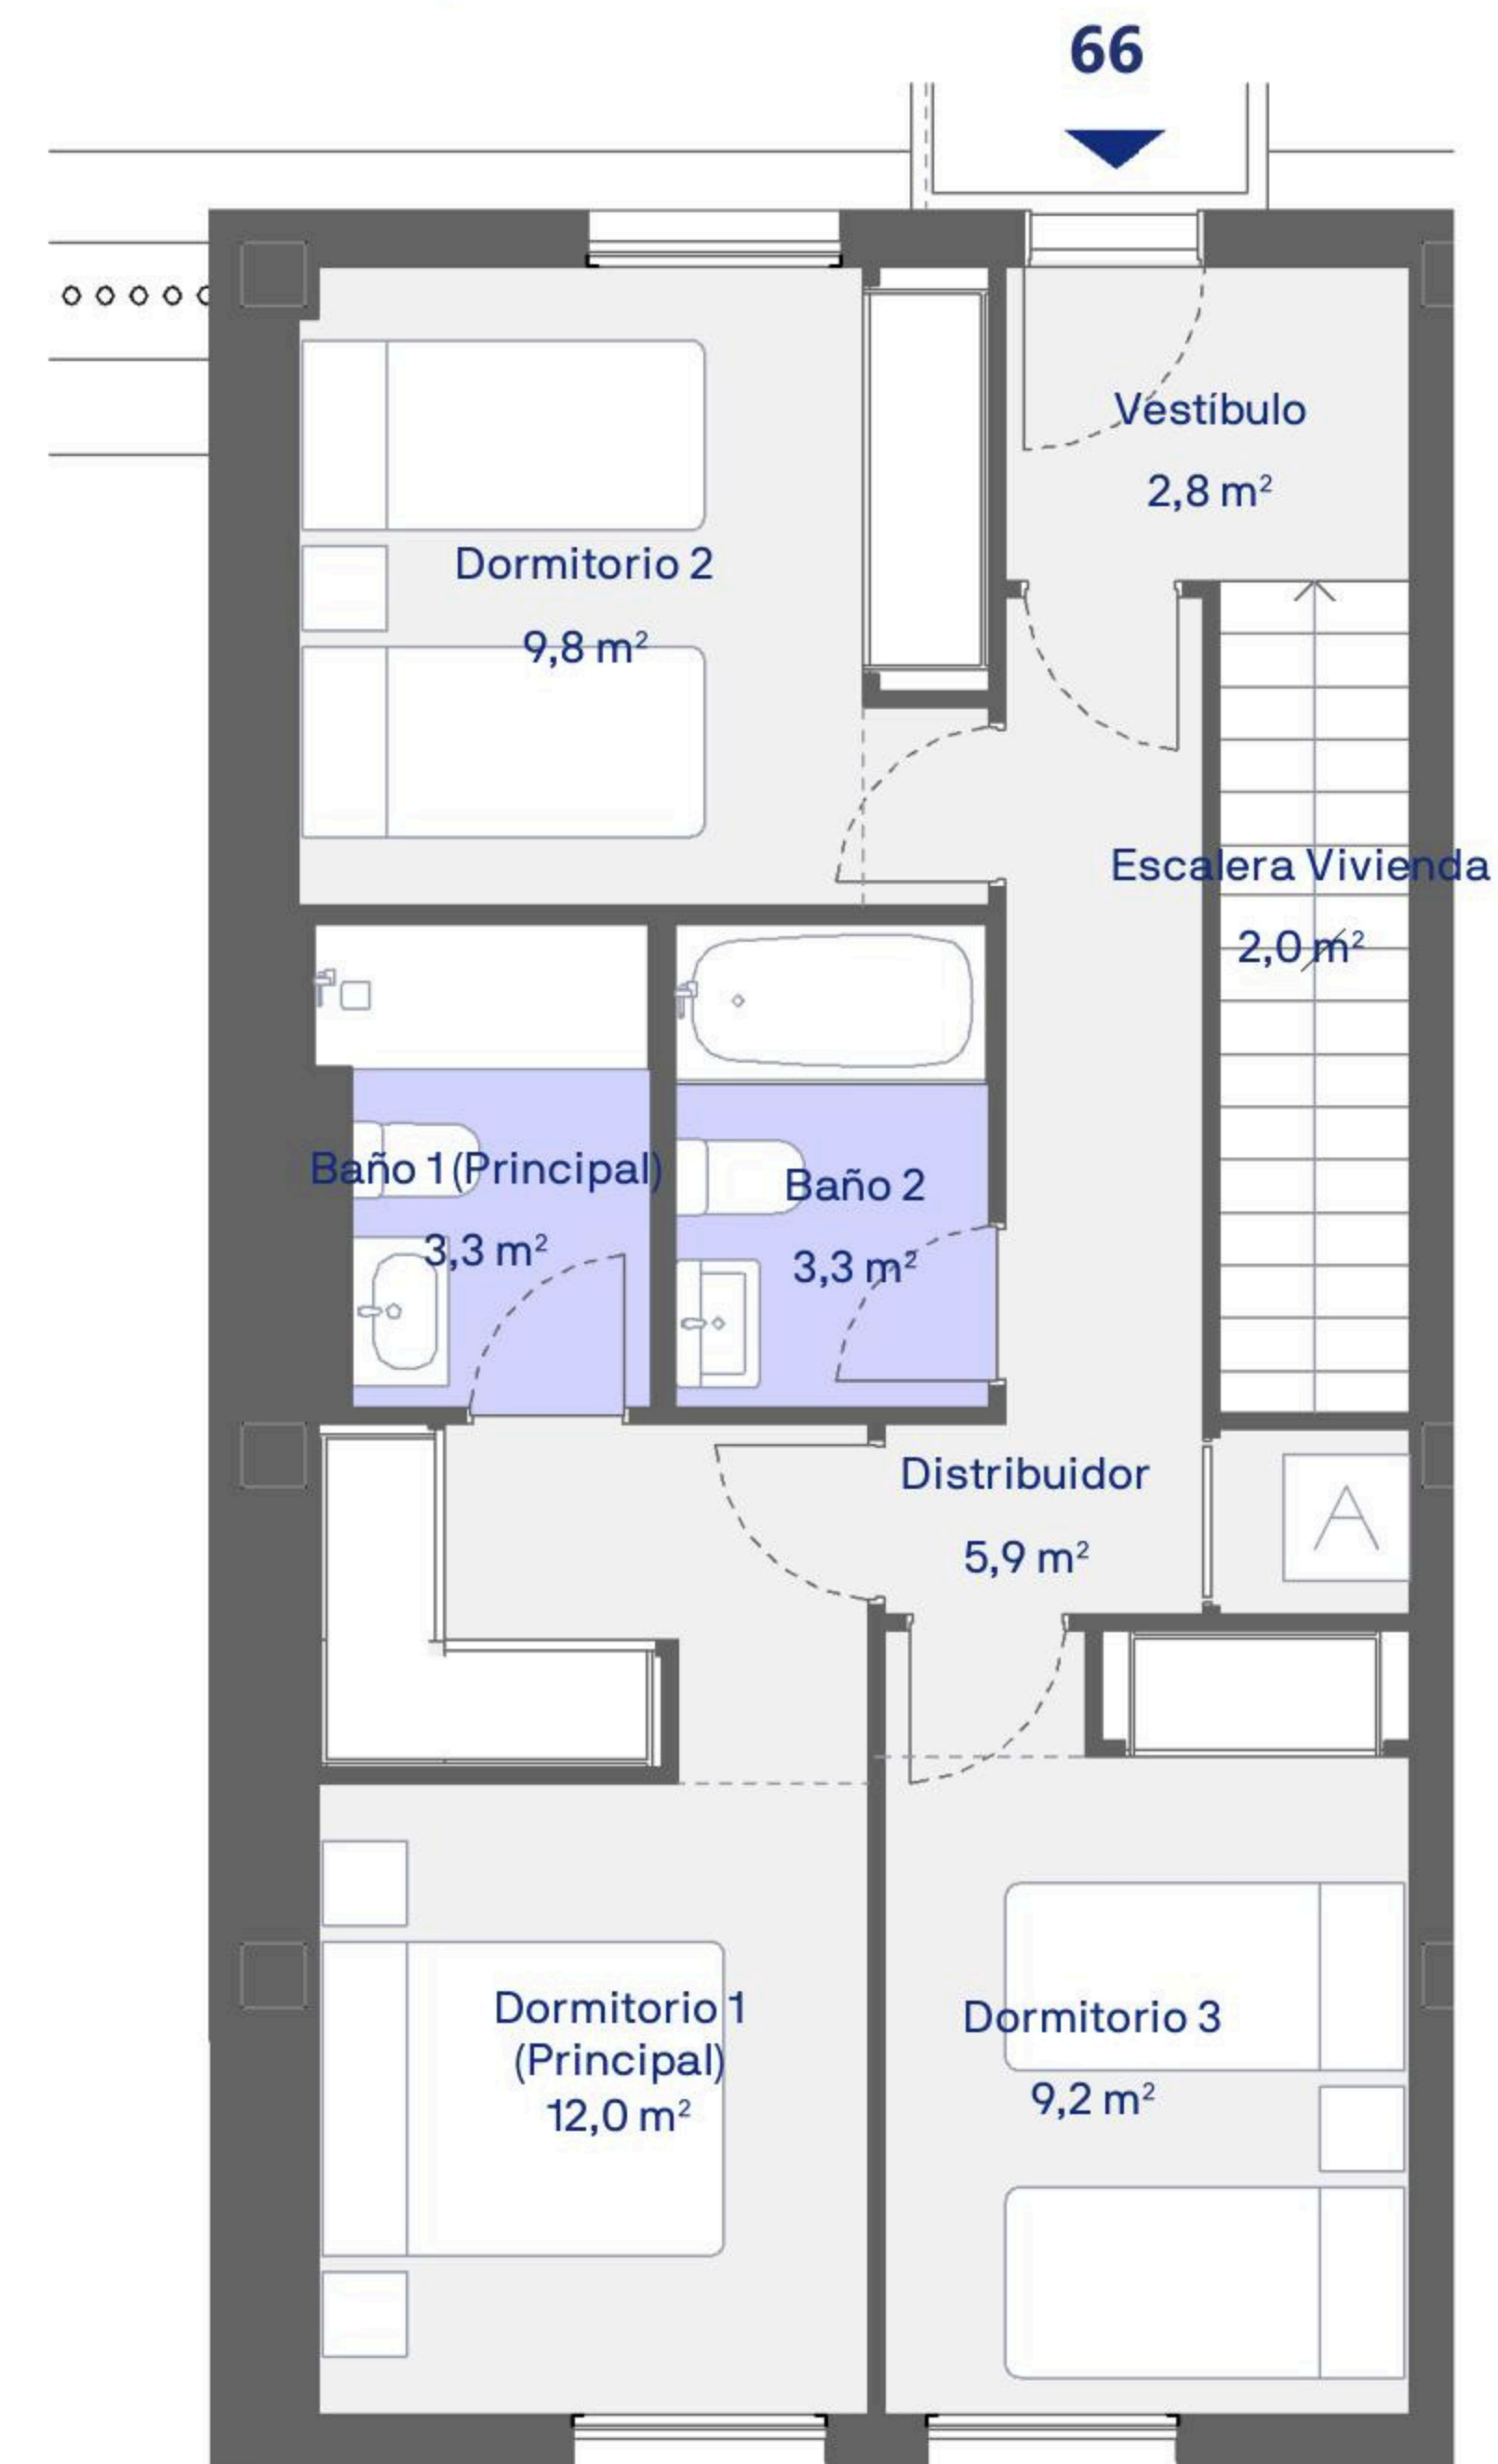 66
Vestíbulo
2,8 m²
Dormitorio 2
9,8 m²
Escalera Vivienda
2,0 m²
Baño 1 (Principal)
3,3 m²
Baño 2
3,3 m²
Distribuidor
5,9 m²
A
Dormitorio 1
(Principal)
12,0 m²
Dormitorio 3
9,2 m²